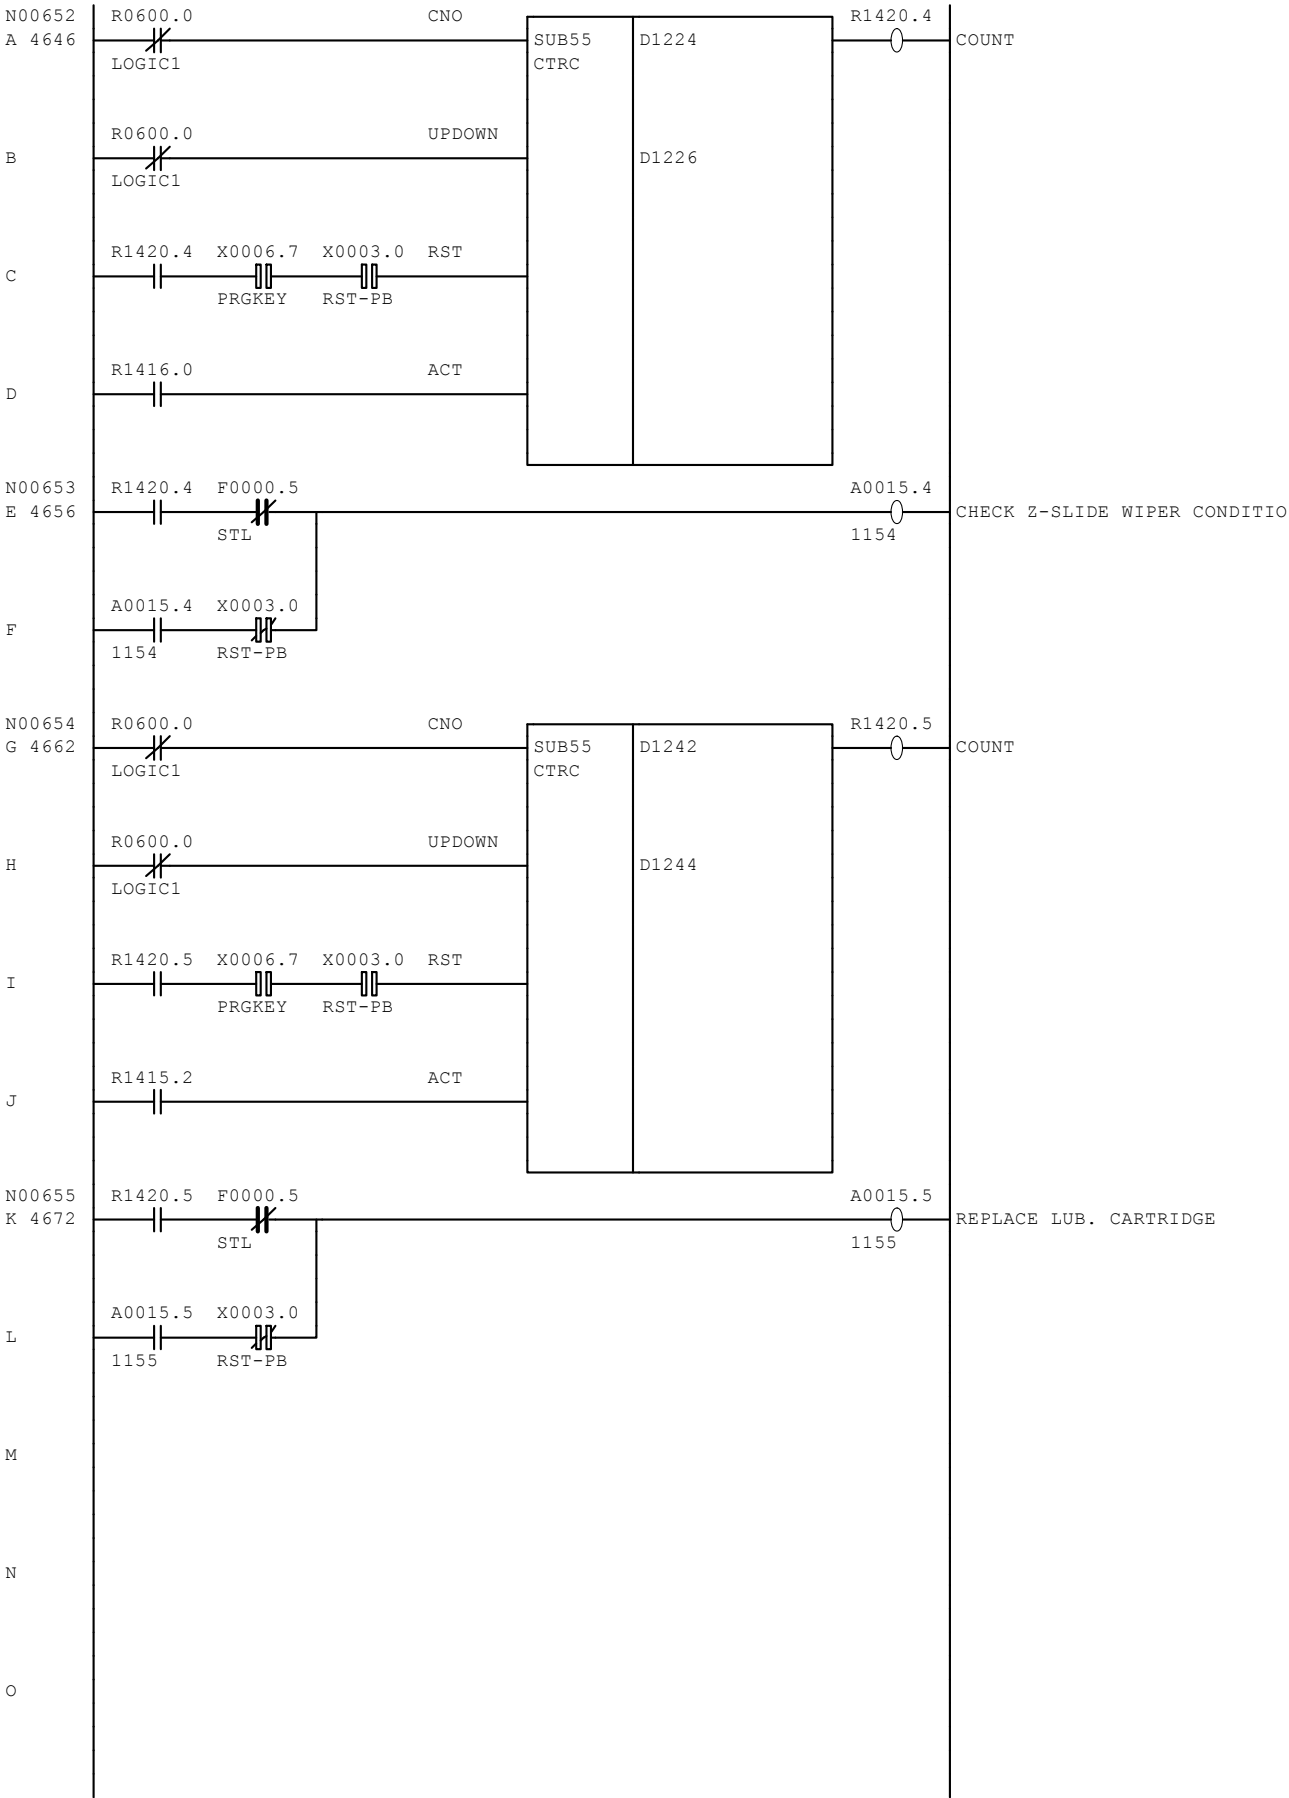 N00652 R0600.0 CNO R1420.4
A 4646 SUB55 D1224 COUNT
LOGIC1 CTRC
R0600.0 UPDOWN
B D1226
LOGIC1
R1420.4 X0006.7 X0003.0 RST
C
PRGKEY RST-PB
R1416.0 ACT
D
N00653 R1420.4 F0000.5 A0015.4
E 4656 CHECK Z-SLIDE WIPER CONDITIO
STL 1154
A0015.4 X0003.0
F
1154 RST-PB
N00654 R0600.0 CNO R1420.5
G 4662 SUB55 D1242 COUNT
LOGIC1 CTRC
R0600.0 UPDOWN
H D1244
LOGIC1
R1420.5 X0006.7 X0003.0 RST
I
PRGKEY RST-PB
R1415.2 ACT
J
N00655 R1420.5 F0000.5 A0015.5
K 4672 REPLACE LUB. CARTRIDGE
STL 1155
A0015.5 X0003.0
L
1155 RST-PB
M
N
O